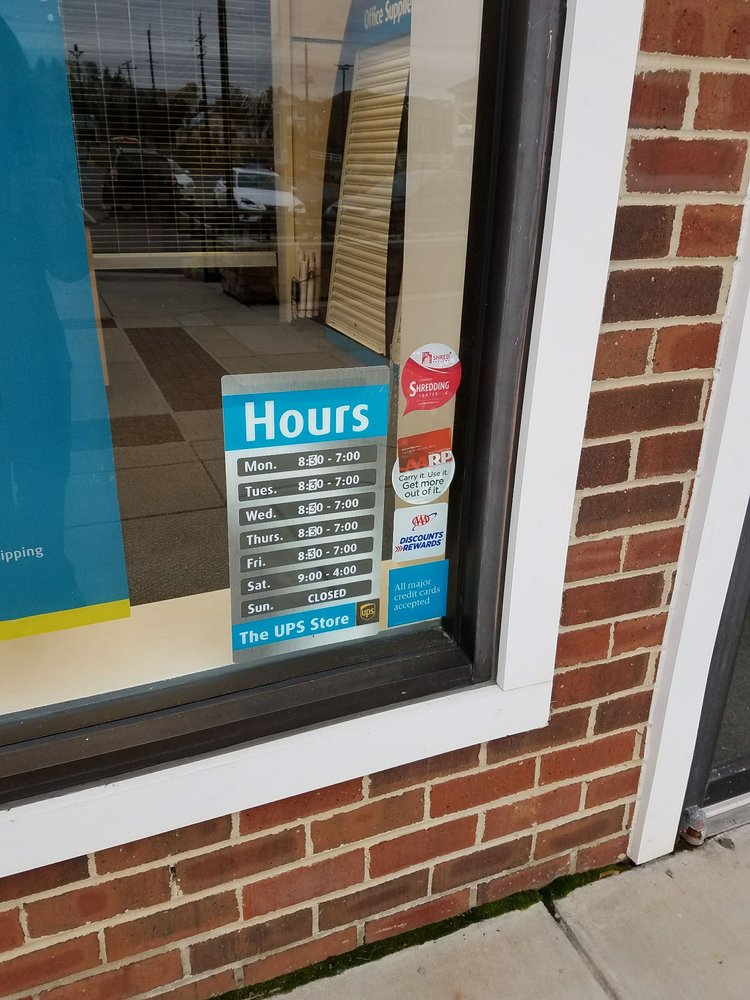 Office Supplies
Hours
Mon. 8:30 - 7:00
Tues. 8:30 - 7:00
Wed. 8:30 - 7:00
Thurs. 8:30 - 7:00
Fri. 8:30 - 7:00
Sat. 9:00 - 4:00
Sun. CLOSED
The UPS Store
ups
SHRED
SHREDDING
CENTER
AARP
Carry it. Use it.
Get more
out of it.
AAA
DISCOUNTS
REWARDS
All major
credit cards
accepted
ipping